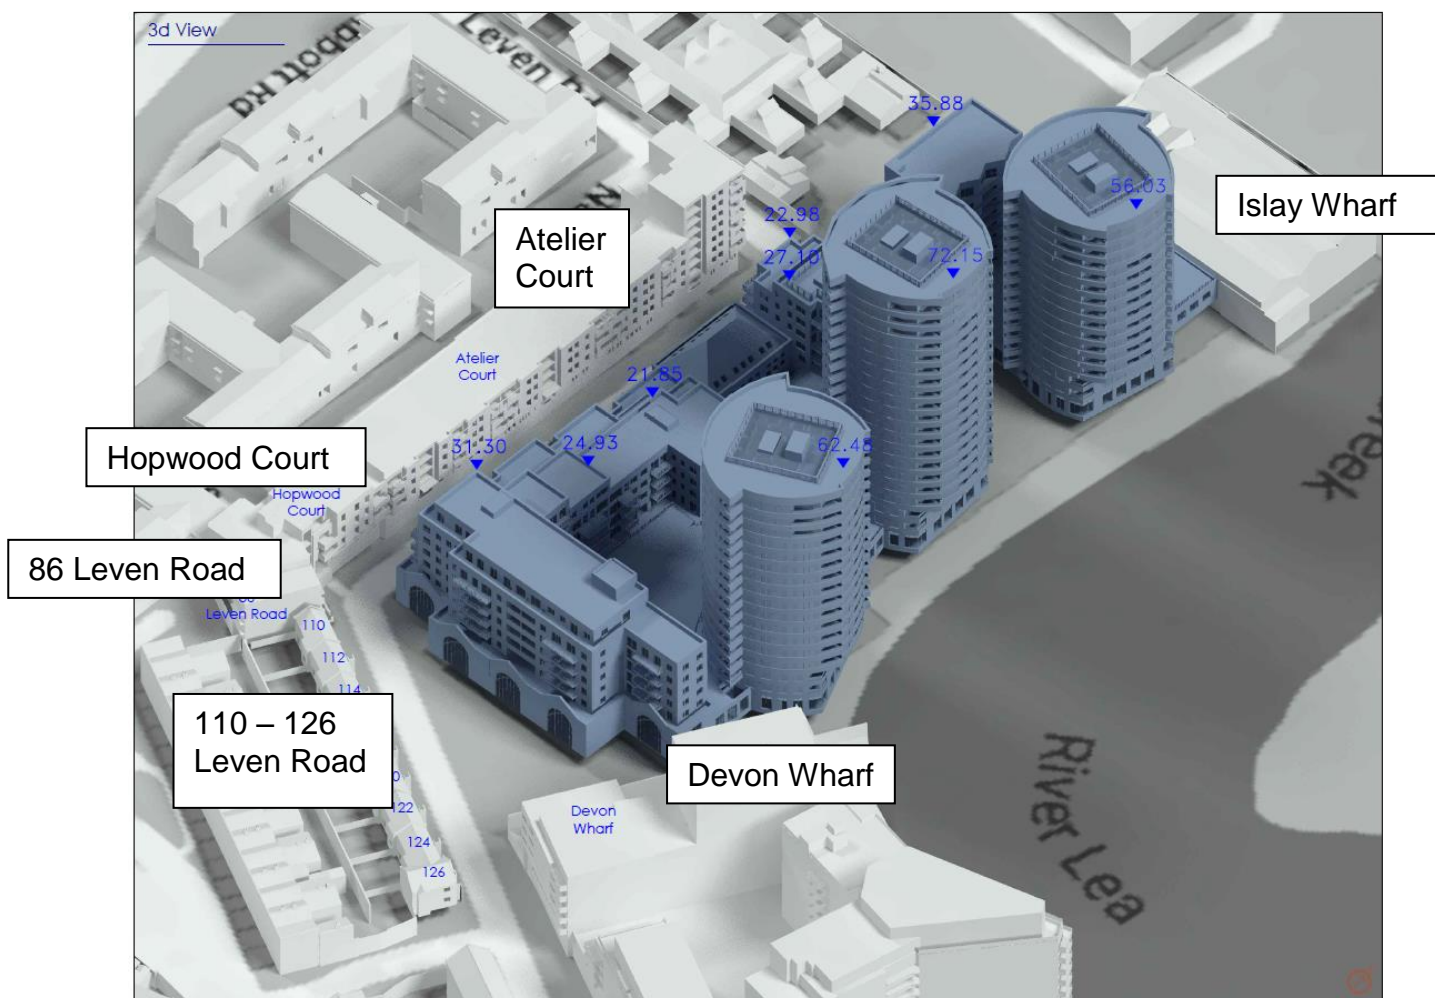 3d View
Abbott Rd
Leven Rd
35.88
56.03
Islay Wharf
22.98
Atelier
Court
27.10
72.15
Atelier
Court
21.85
31.30
24.93
62.48
Hopwood Court
Hopwood
Court
86 Leven Road
Leven Road
110
112
114
110 – 126
Leven Road
Devon Wharf
122
Devon
Wharf
124
126
River Lea